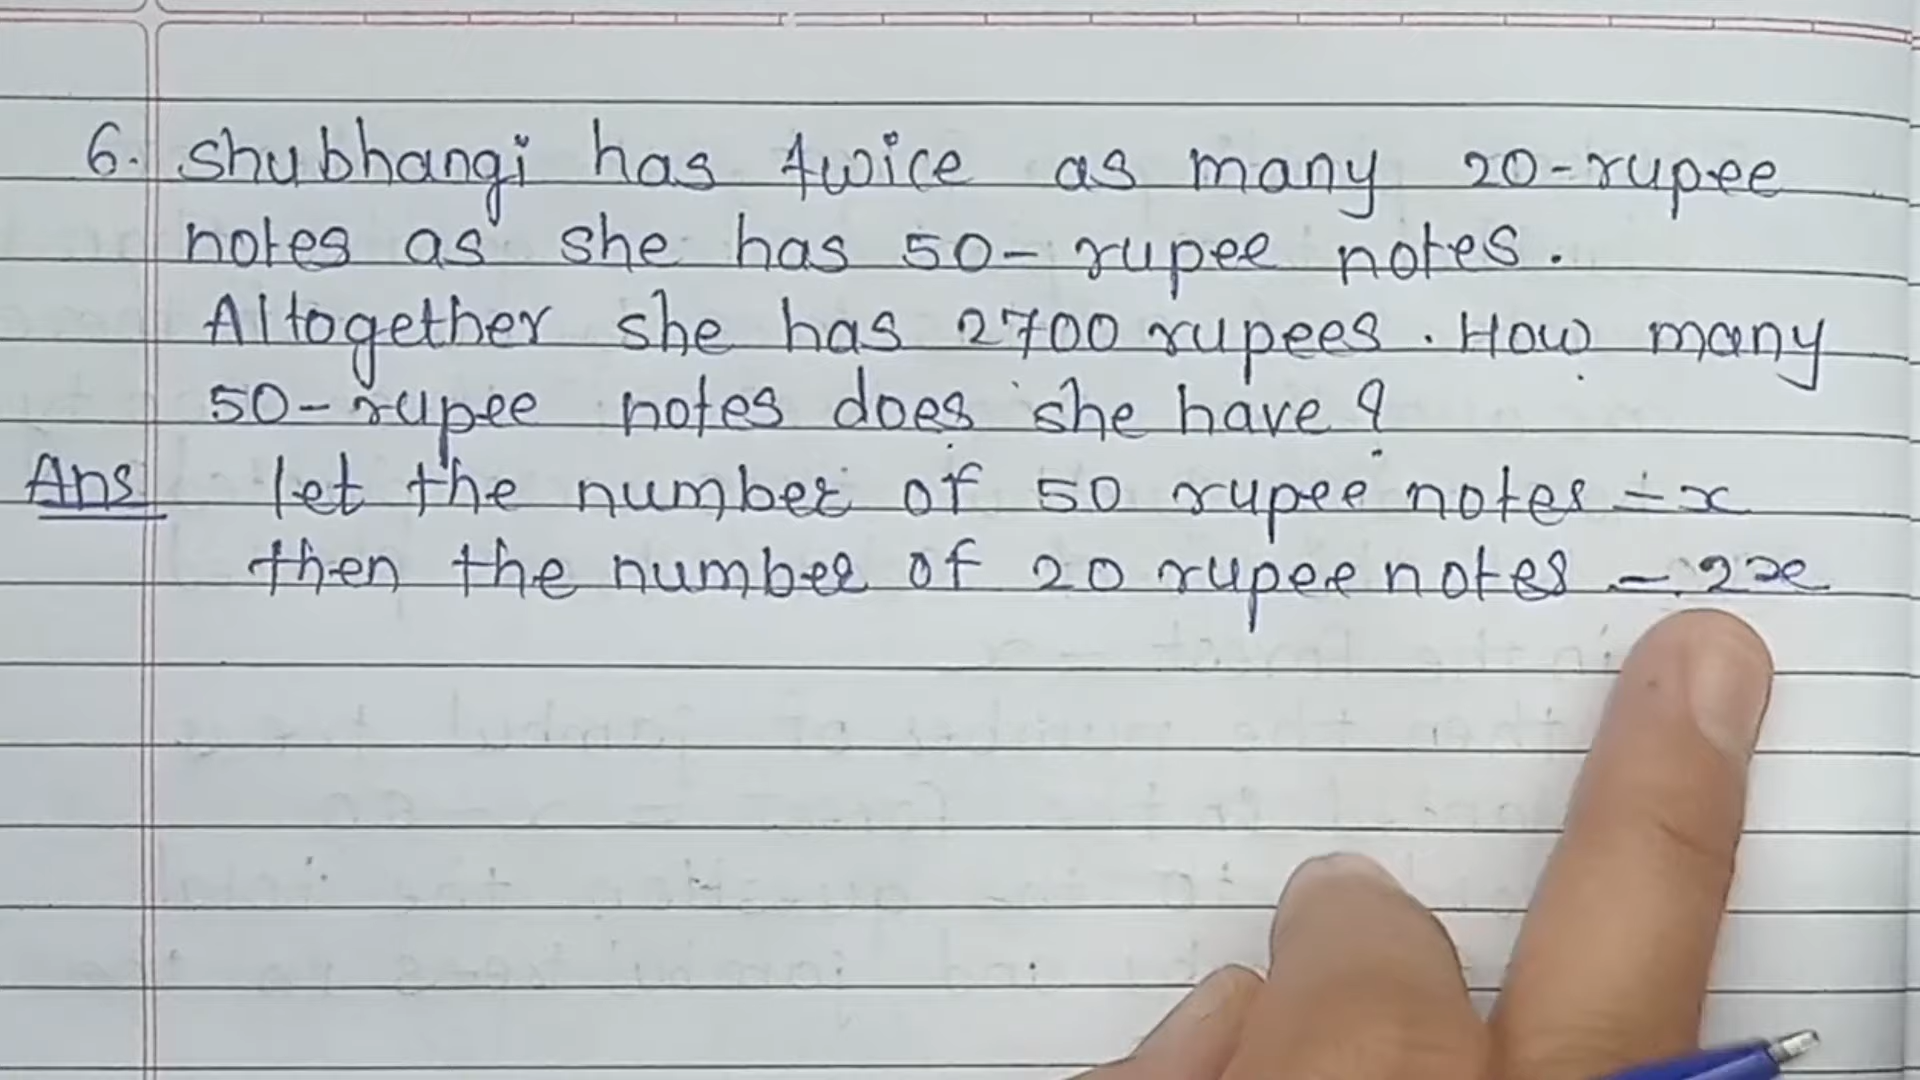 6. Shubhangi has twice as many 20-rupee
notes as she has 50-rupee notes.
Altogether she has 2700 rupees. How many
50-rupee notes does she have?
Ans let the number of 50 rupee notes = x
then the number of 20 rupee notes = 2x